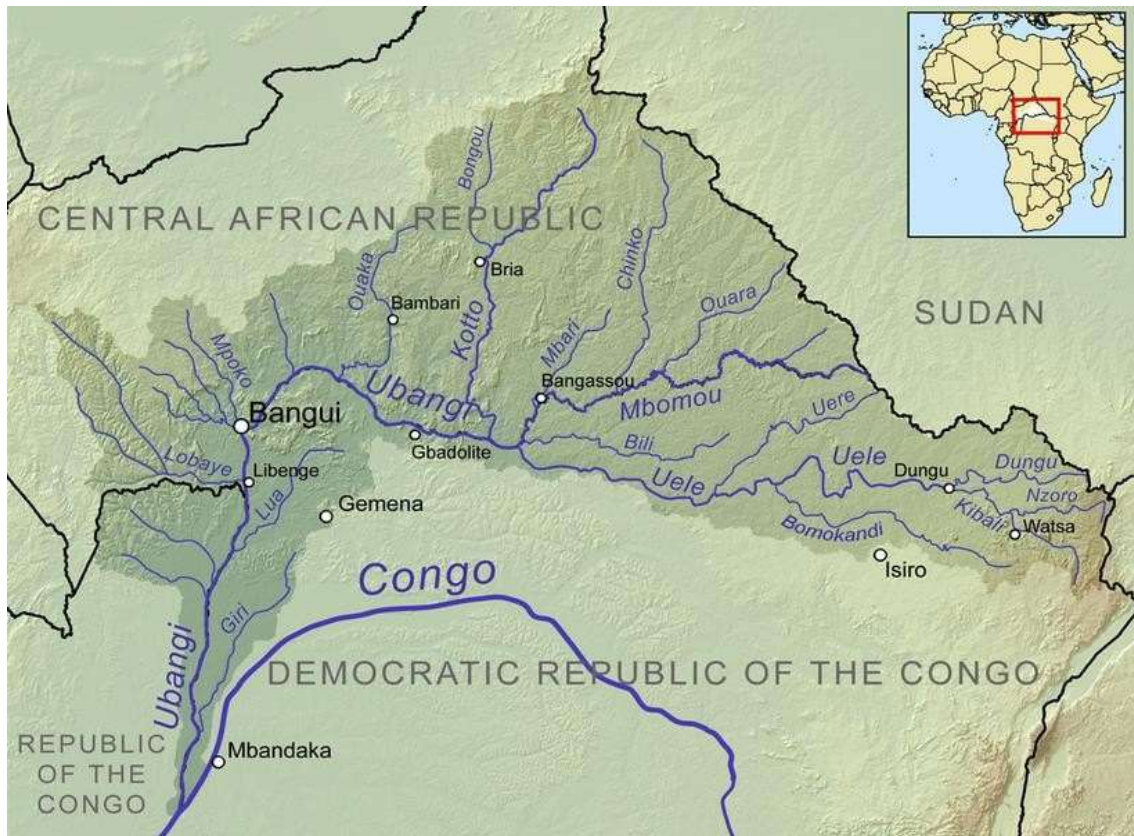 Bongou
CENTRAL AFRICAN REPUBLIC
Chinko
Ouaka
Bria
Ouara
Bambari
SUDAN
Kotto
Mbari
Mpoko
Bangassou
Ubangi
Mbomou
Uere
Bangui
Bili
Gbadolite
Lobaye
Libenge
Uele
Uele
Dungu
Dungu
Nzoro
Kibali
Watsa
Lua
Gemena
Bomokandi
Isiro
Congo
Giri
Ubangi
DEMOCRATIC REPUBLIC OF THE CONGO
REPUBLIC
OF THE
CONGO
Mbandaka